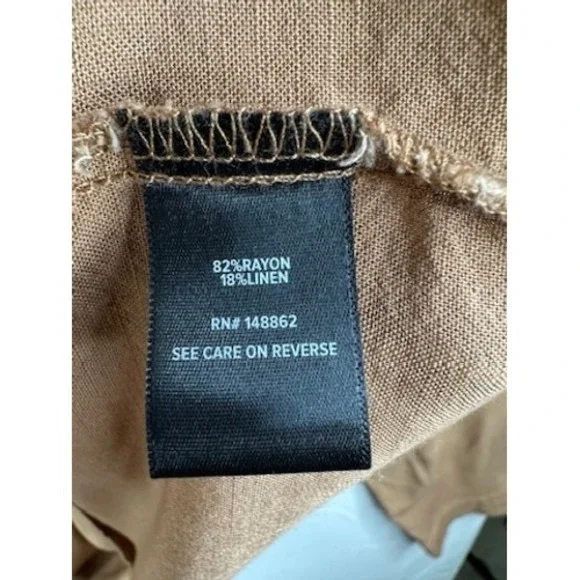 82%RAYON
18%LINEN
RN# 148862
SEE CARE ON REVERSE